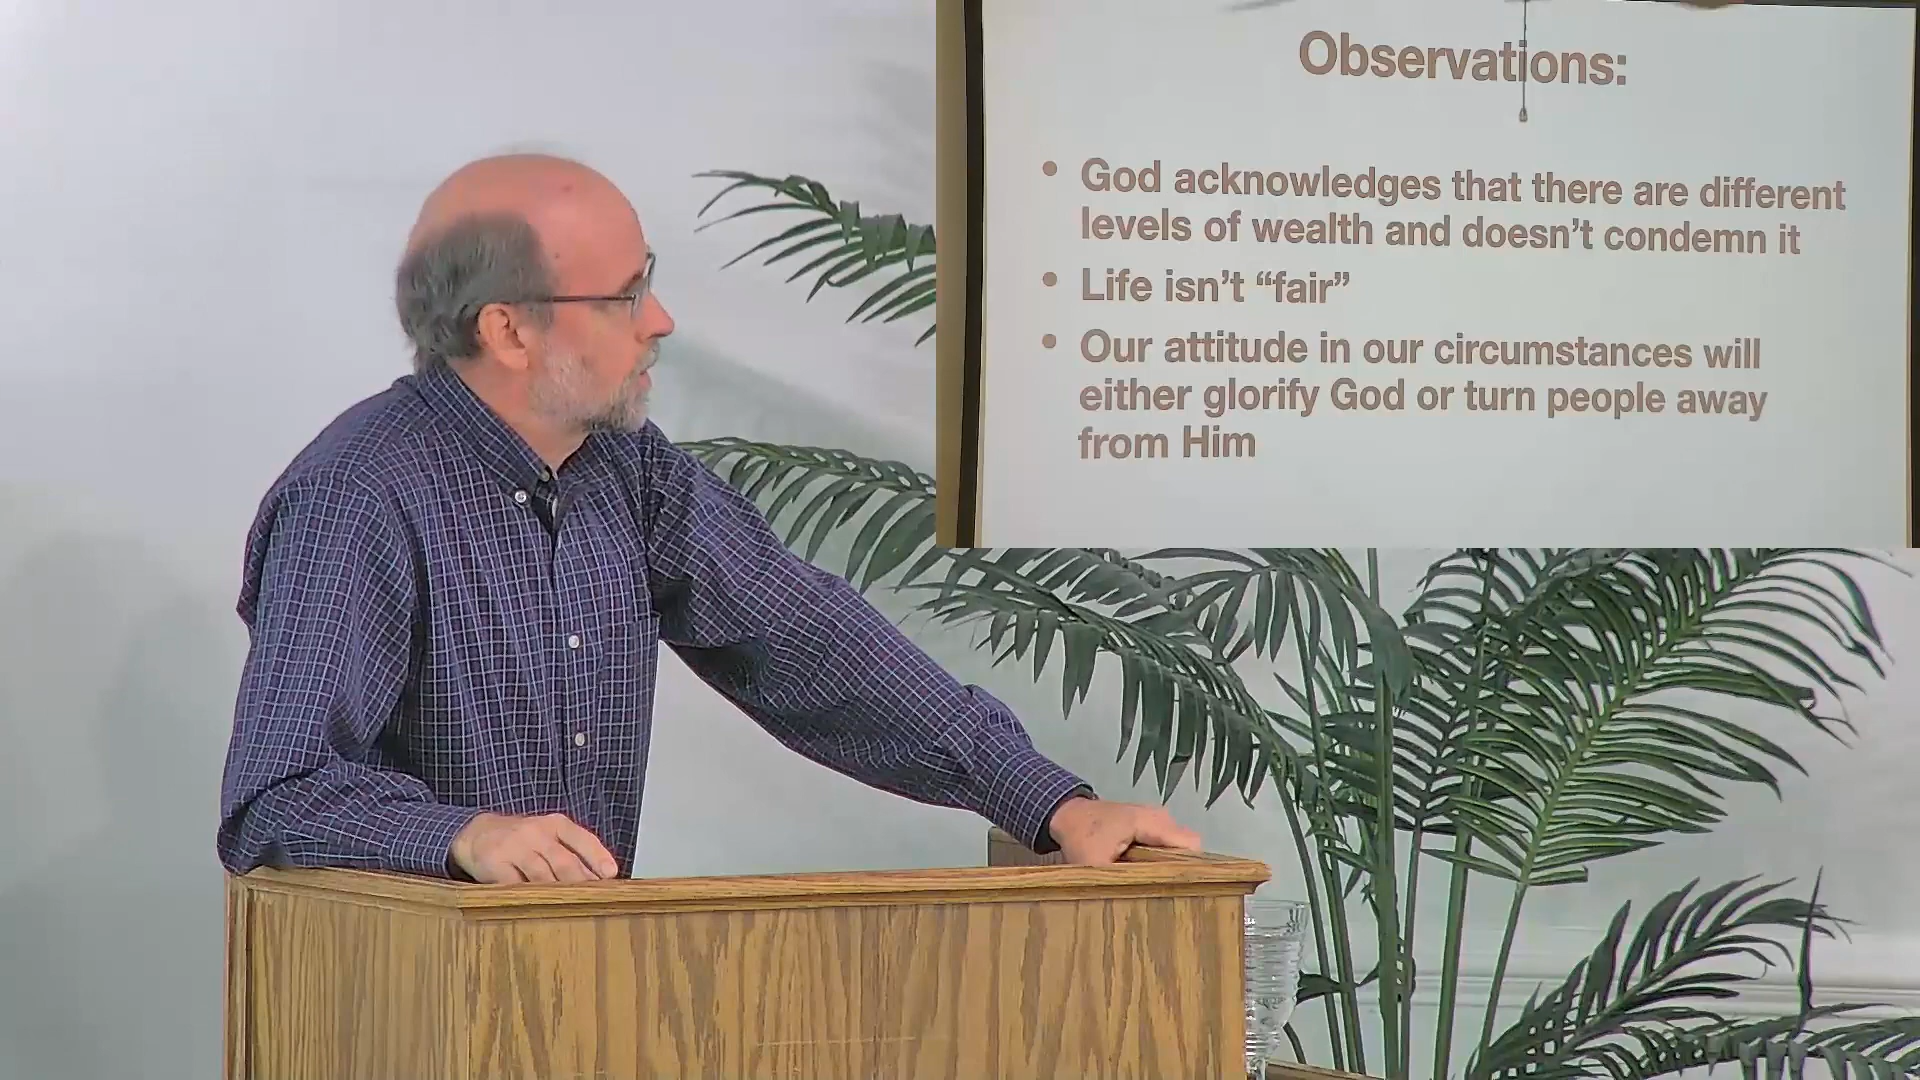 Observations:
• God acknowledges that there are different
levels of wealth and doesn’t condemn it
• Life isn’t “fair”
• Our attitude in our circumstances will
either glorify God or turn people away
from Him